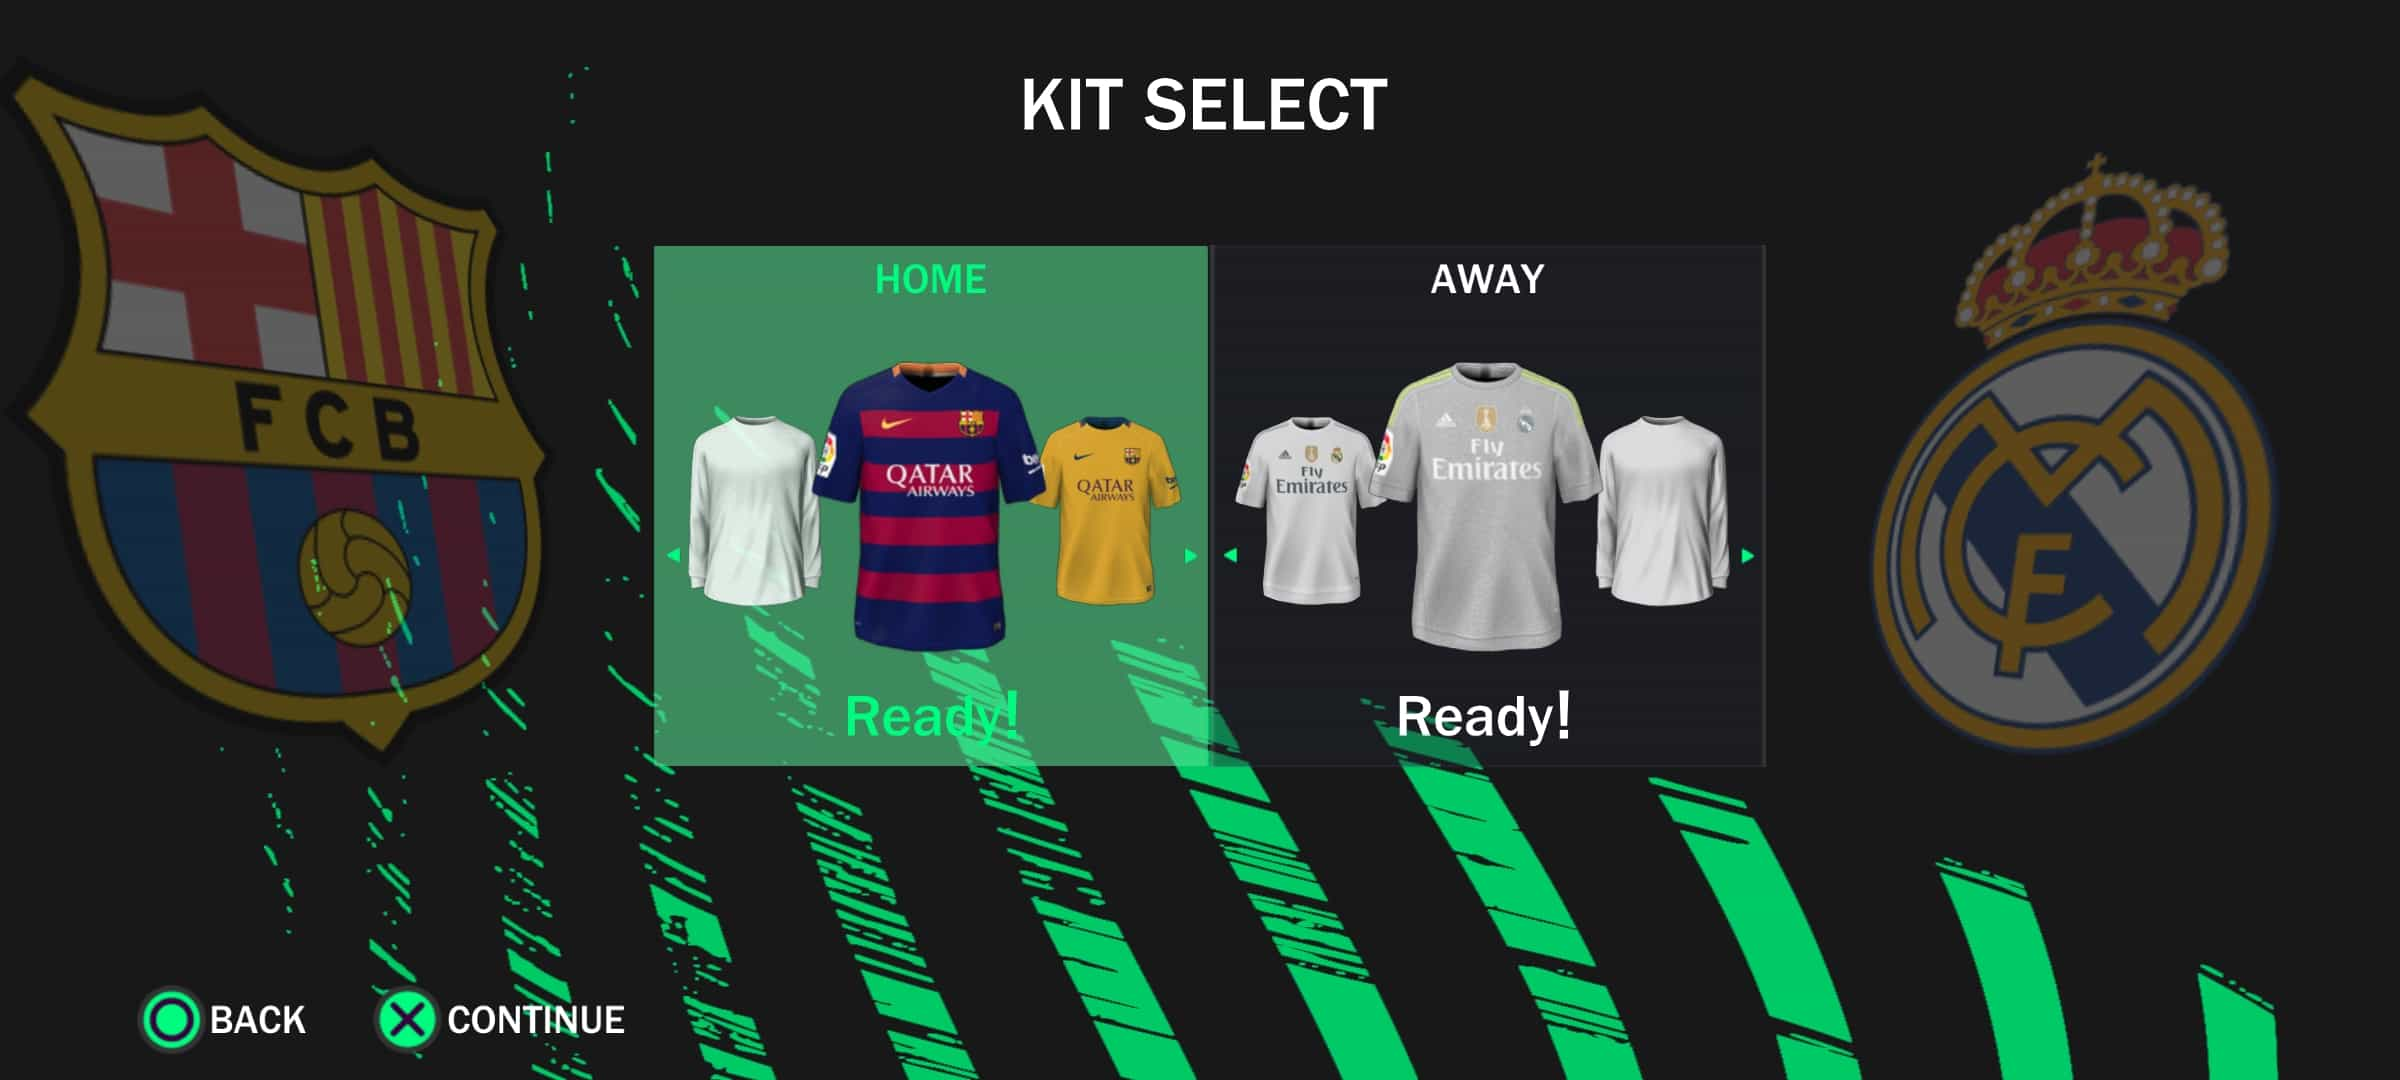 KIT SELECT
FCB
HOME
AWAY
QATAR
AIRWAYS
QATAR
AIRWAYS
Fly
Emirates
Fly
Emirates
Ready!
Ready!
BACK
CONTINUE